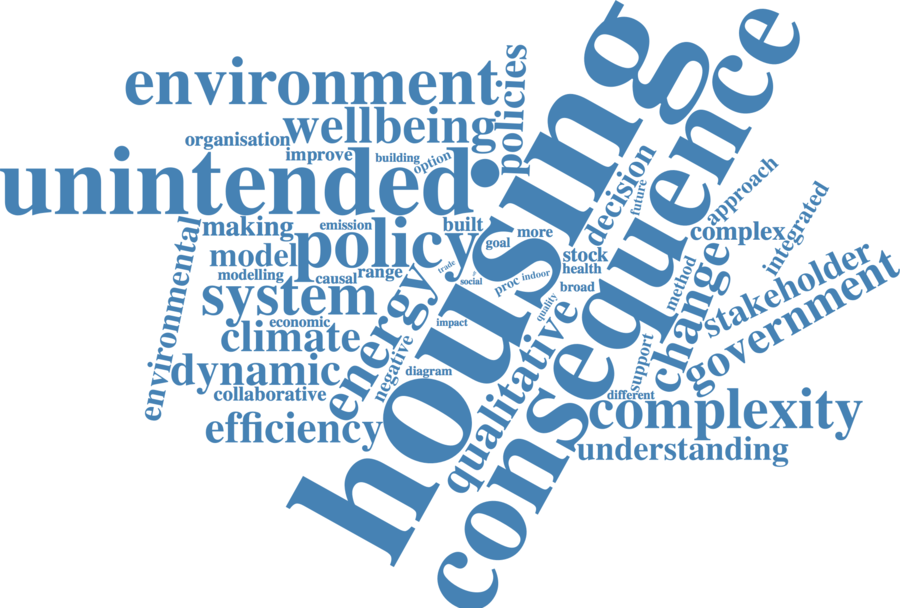 housing
consequence
environment
policies
wellbeing
organisation
improve
building
option
unintended
decision
future
approach
integrated
making
emission
built
more
complex
environmental
model
policy
goal
stock
health
modelling
causal
range
trade
social
proc
indoor
broad
method
change
stakeholder
government
system
energy
quality
economic
impact
climate
negative
qualitative
support
dynamic
diagram
collaborative
different
complexity
efficiency
understanding